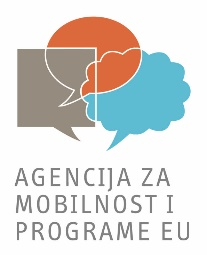 AGENCIJA ZA
MOBILNOST I
PROGRAME EU